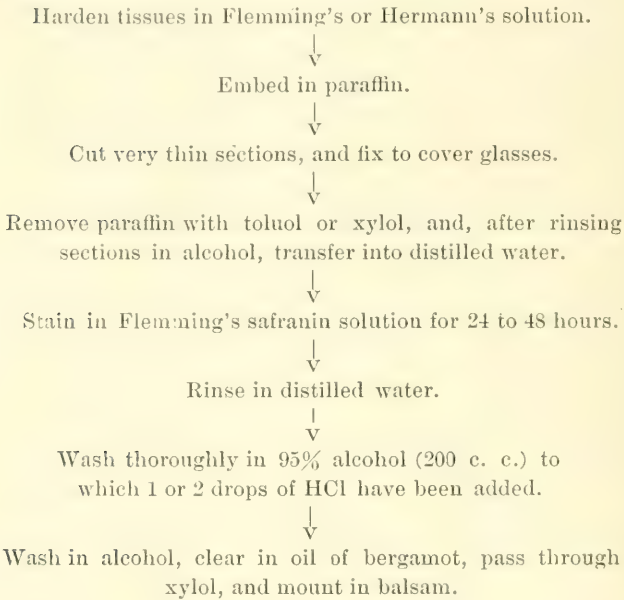 Harden tissues in Flemming's or Hermann's solution.
Embed in paraffin.
Cut very thin sections, and fix to cover glasses.
Remove paraffin with toluol or xylol, and, after rinsing
sections in alcohol, transfer into distilled water.
Stain in Flemming's safranin solution for 24 to 48 hours.
Rinse in distilled water.
Wash thoroughly in 95% alcohol (200 c. c.) to
which 1 or 2 drops of HCl have been added.
Wash in alcohol, clear in oil of bergamot, pass through
xylol, and mount in balsam.